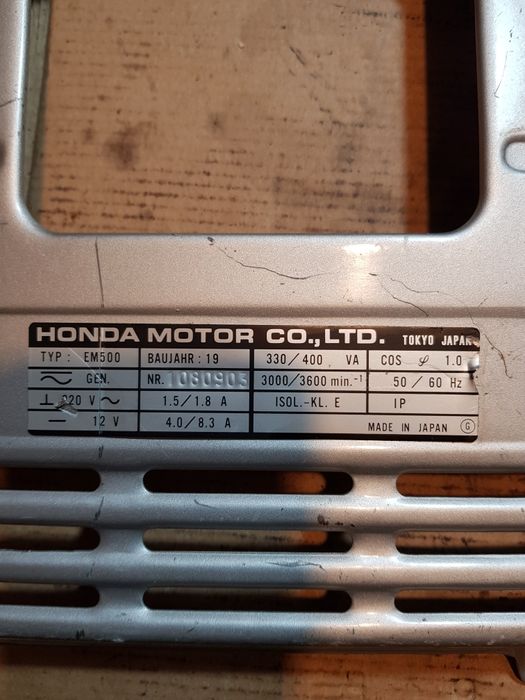 HONDA MOTOR CO.,LTD. TOKYO JAPAN
TYP : EM500 BAUJAHR : 19 330/400 VA COS φ 1.0
GEN. NR. 1080903 3000/3600 min.-1 50/60 Hz
⊥ 220 V ~ 1.5/1.8 A ISOL.-KL. E IP
12 V 4.0/8.3 A MADE IN JAPAN G